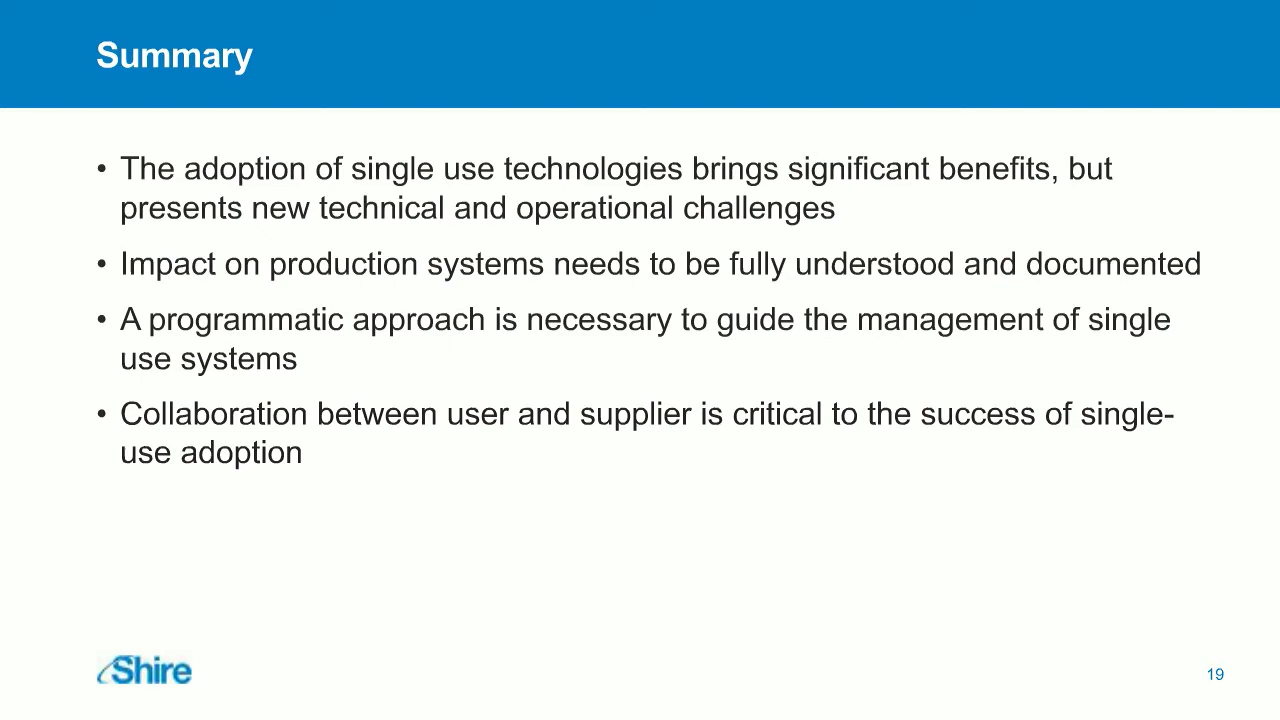 Summary
• The adoption of single use technologies brings significant benefits, but
presents new technical and operational challenges
• Impact on production systems needs to be fully understood and documented
• A programmatic approach is necessary to guide the management of single
use systems
• Collaboration between user and supplier is critical to the success of single-
use adoption
Shire
19